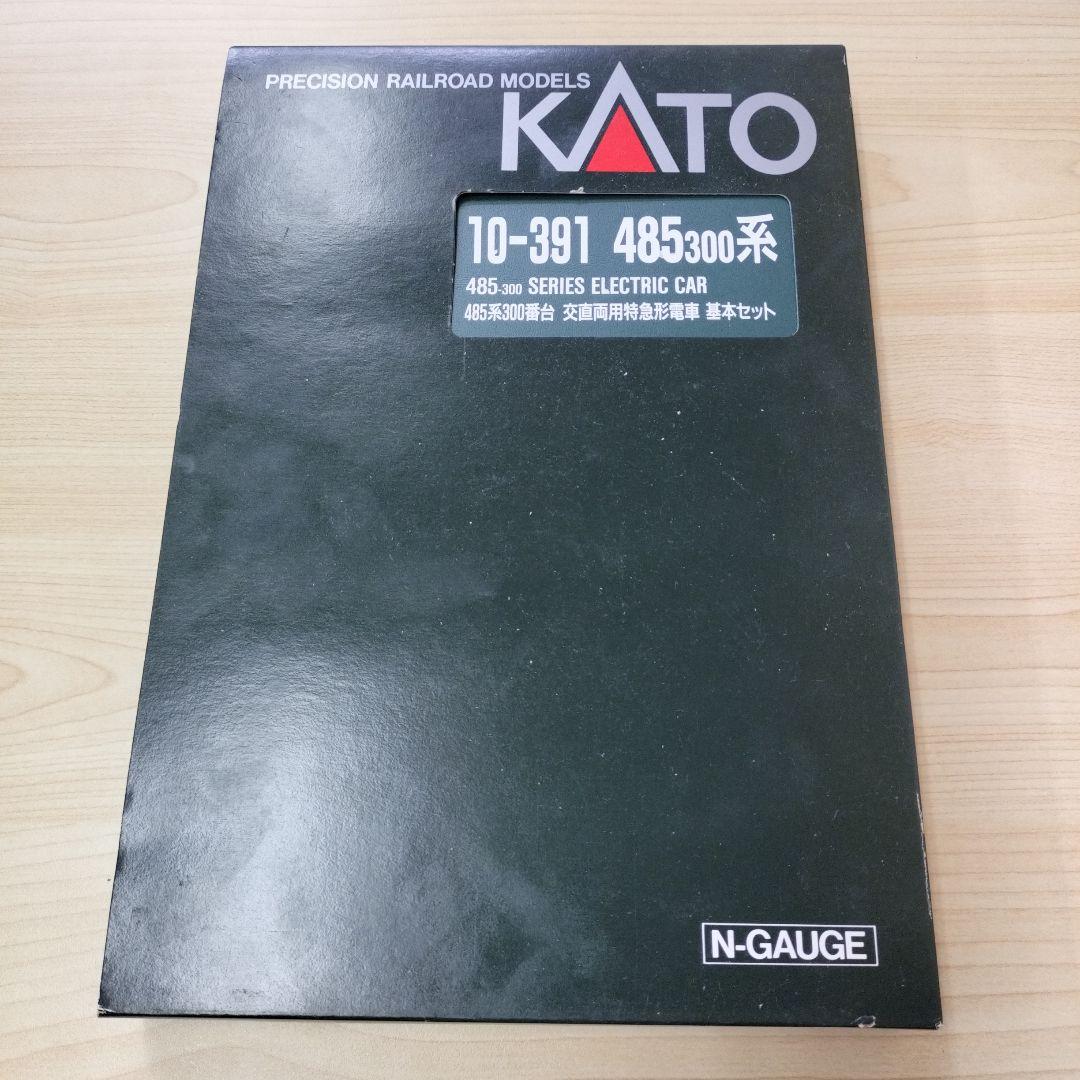 PRECISION RAILROAD MODELS
KATO
10-391 485300系
485-300 SERIES ELECTRIC CAR
485系300番台 交直両用特急形電車 基本セット
N-GAUGE